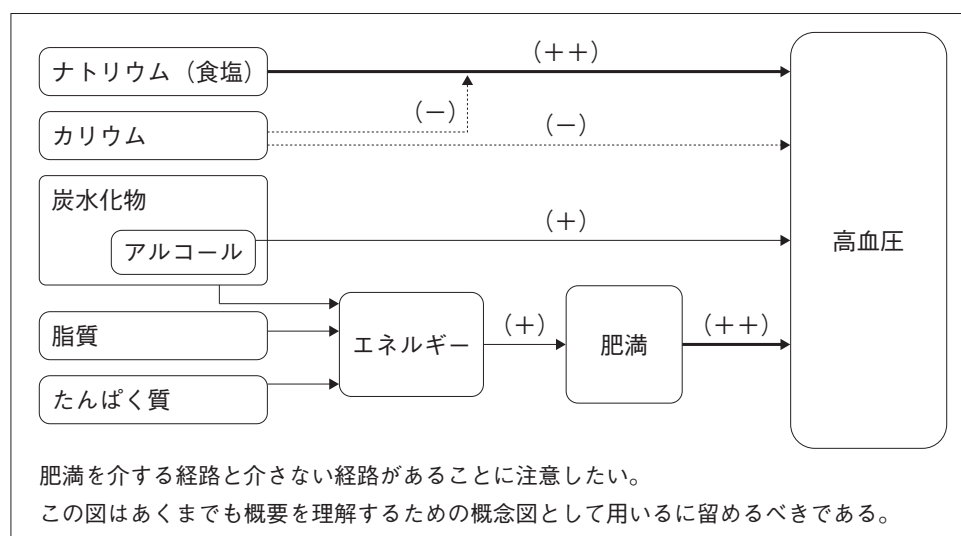 ナトリウム（食塩）
（＋＋）
カリウム
（－）
（－）
炭水化物
アルコール
（＋）
高血圧
脂質
たんぱく質
エネルギー
（＋）
肥満
（＋＋）
肥満を介する経路と介さない経路があることに注意したい。
この図はあくまでも概要を理解するための概念図として用いるに留めるべきである。